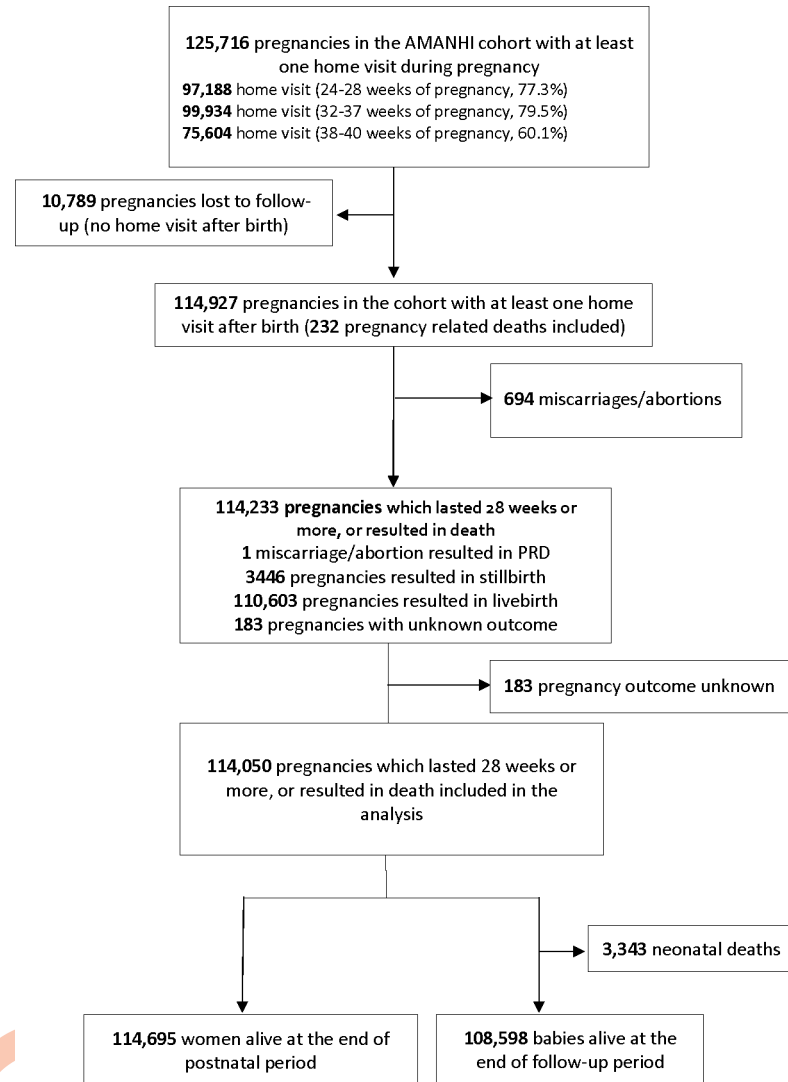 125,716 pregnancies in the AMANHI cohort with at least
one home visit during pregnancy
97,188 home visit (24-28 weeks of pregnancy, 77.3%)
99,934 home visit (32-37 weeks of pregnancy, 79.5%)
75,604 home visit (38-40 weeks of pregnancy, 60.1%)
10,789 pregnancies lost to follow-
up (no home visit after birth)
114,927 pregnancies in the cohort with at least one home
visit after birth (232 pregnancy related deaths included)
694 miscarriages/abortions
114,233 pregnancies which lasted 28 weeks or
more, or resulted in death
1 miscarriage/abortion resulted in PRD
3446 pregnancies resulted in stillbirth
110,603 pregnancies resulted in livebirth
183 pregnancies with unknown outcome
183 pregnancy outcome unknown
114,050 pregnancies which lasted 28 weeks or
more, or resulted in death included in the
analysis
3,343 neonatal deaths
114,695 women alive at the end of
postnatal period
108,598 babies alive at the
end of follow-up period